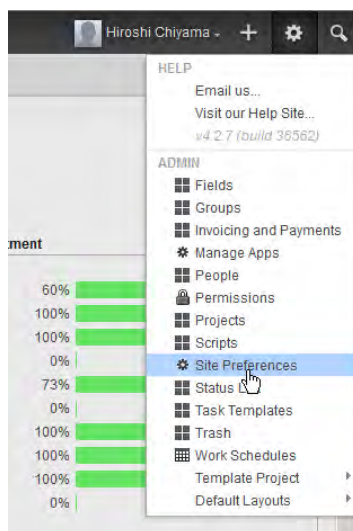 Hiroshi Chiyama
HELP
Email us...
Visit our Help Site...
v4.2.7 (build 36562)
ADMIN
Fields
Groups
Invoicing and Payments
Manage Apps
People
Permissions
Projects
Scripts
Site Preferences
Status
Task Templates
Trash
Work Schedules
Template Project
Default Layouts
tment
60%
100%
100%
0%
73%
0%
100%
100%
100%
0%